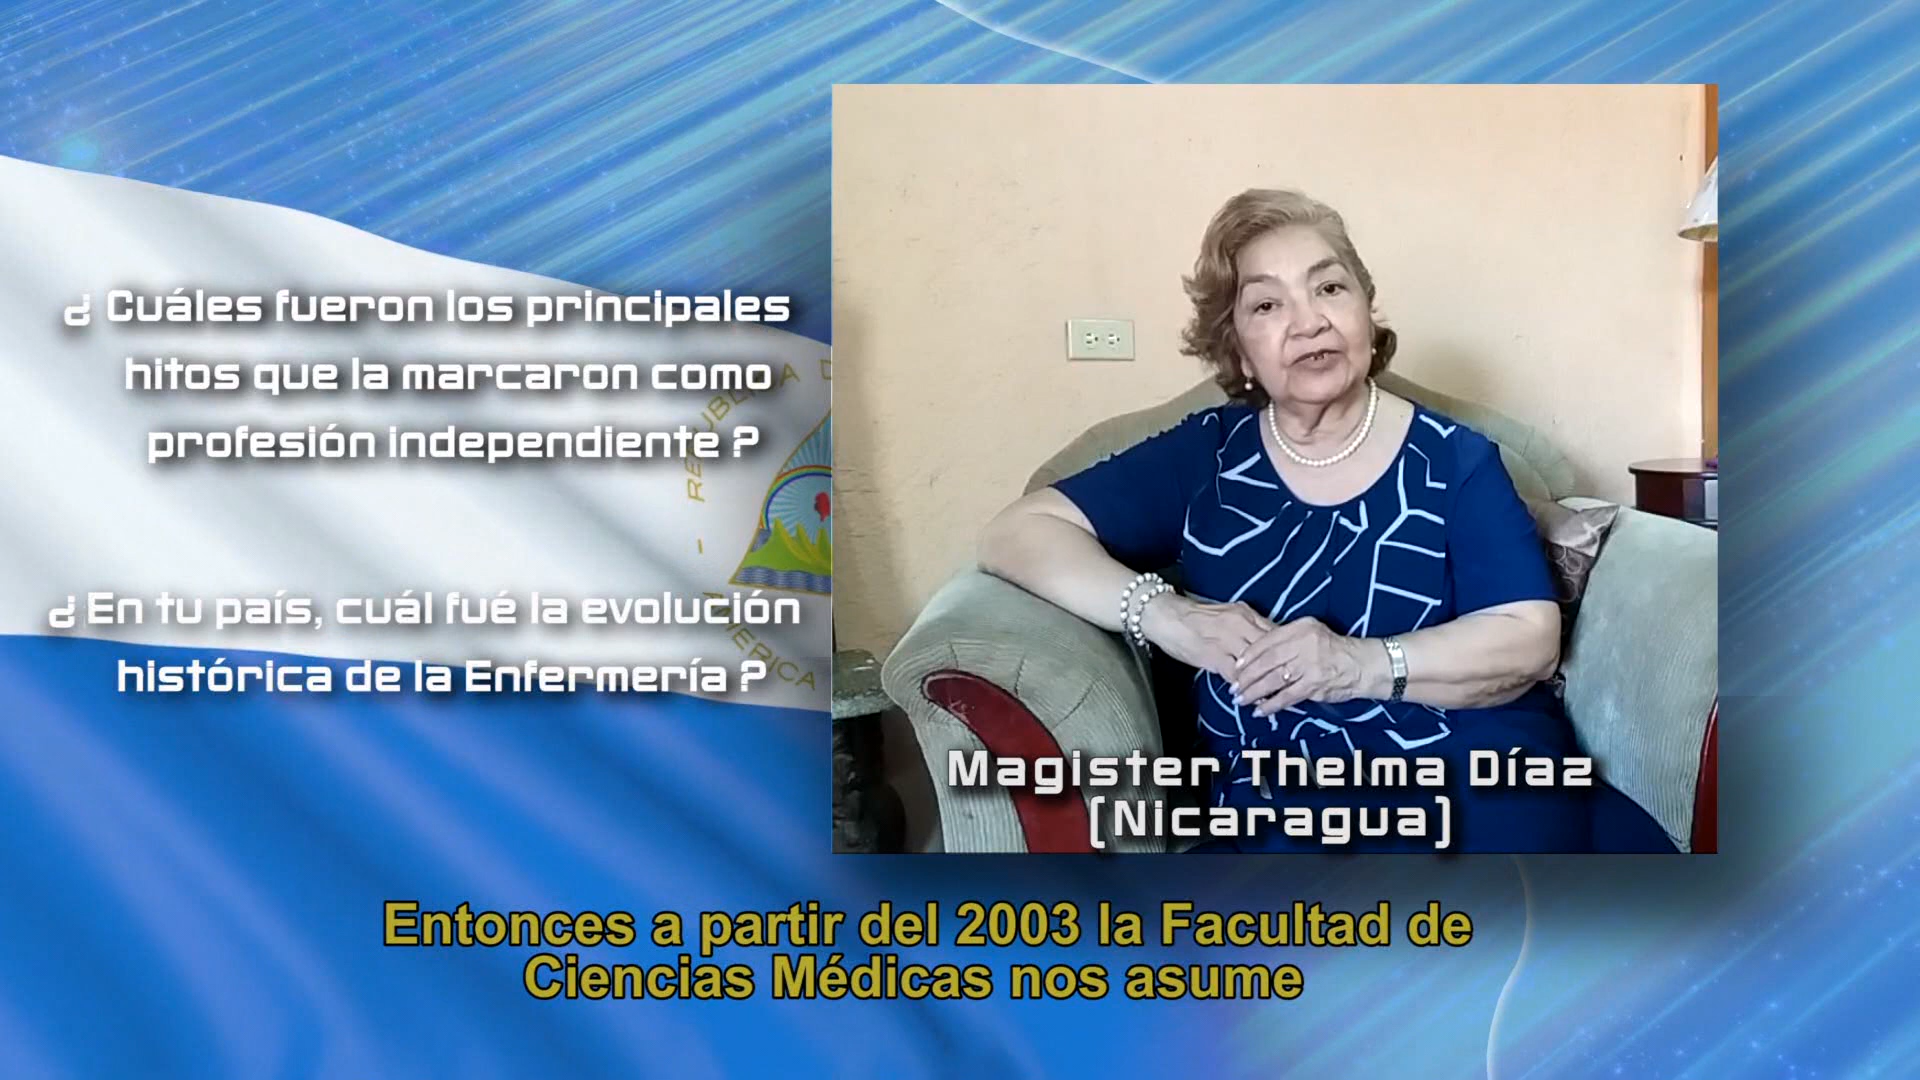 ¿ Cuáles fueron los principales
hitos que la marcaron como
profesión independiente ?
¿ En tu país, cuál fué la evolución
histórica de la Enfermería ?
Magister Thelma Díaz
(Nicaragua)
Entonces a partir del 2003 la Facultad de
Ciencias Médicas nos asume